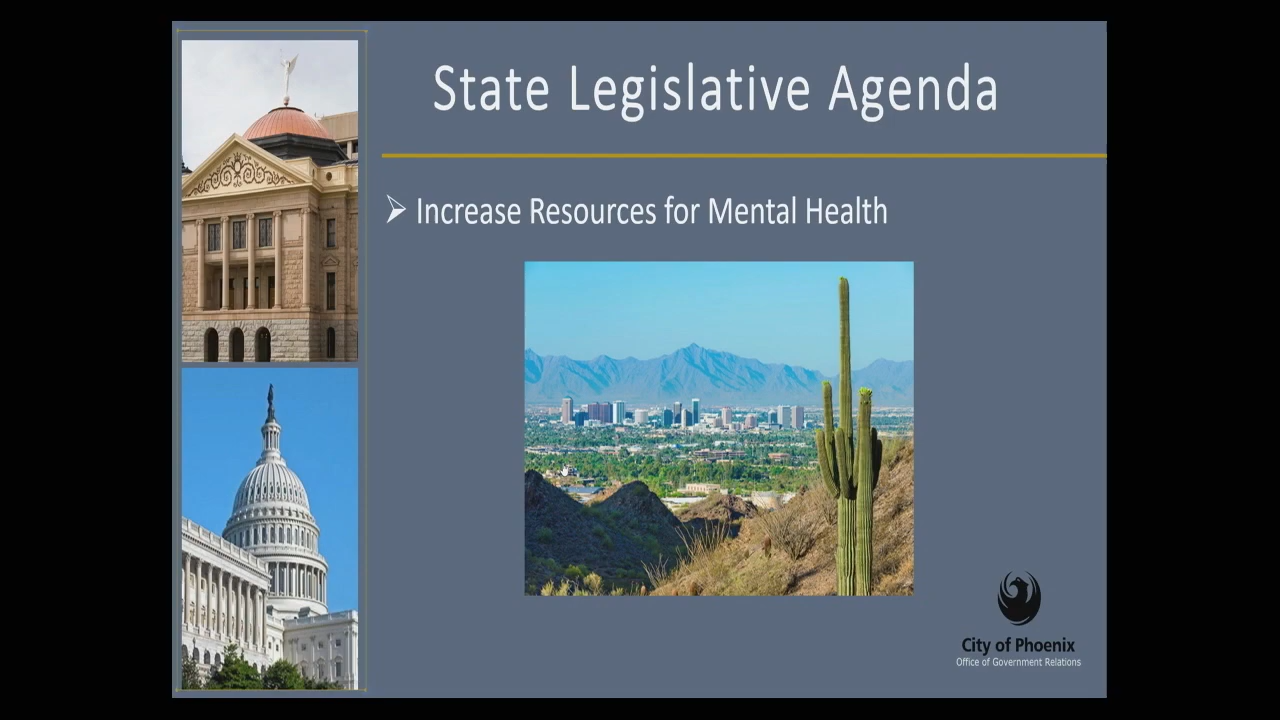 State Legislative Agenda
Increase Resources for Mental Health
City of Phoenix
Office of Government Relations